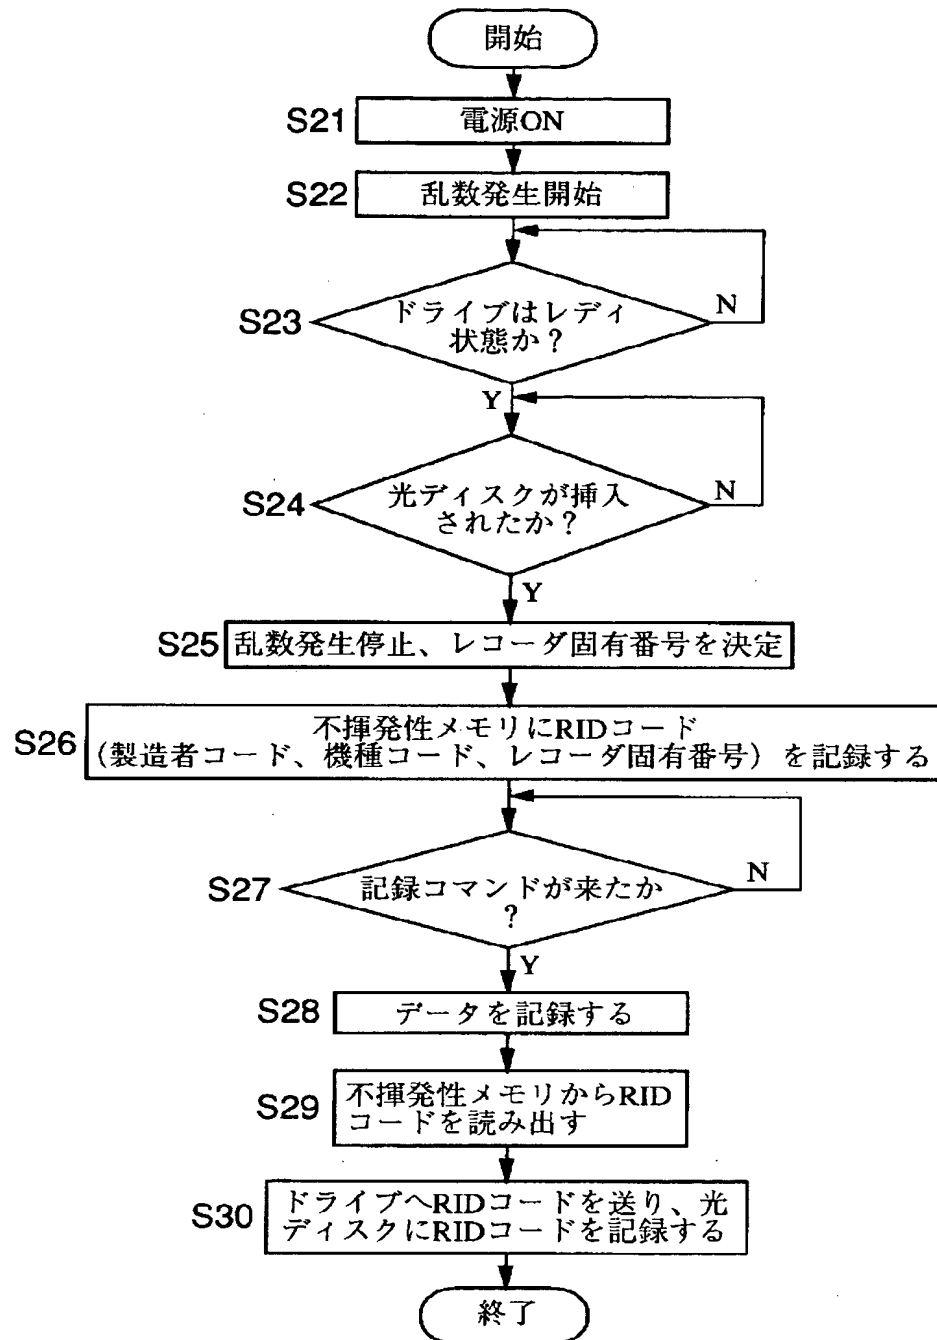 開始
S21
電源ON
S22
乱数発生開始
S23
ドライブはレディ
状態か？
N
Y
S24
光ディスクが挿入
されたか？
N
Y
S25
乱数発生停止、レコーダ固有番号を決定
S26
不揮発性メモリにRIDコード
（製造者コード、機種コード、レコーダ固有番号）を記録する
S27
記録コマンドが来たか
？
N
Y
S28
データを記録する
S29
不揮発性メモリからRID
コードを読み出す
S30
ドライブへRIDコードを送り、光
ディスクにRIDコードを記録する
終了